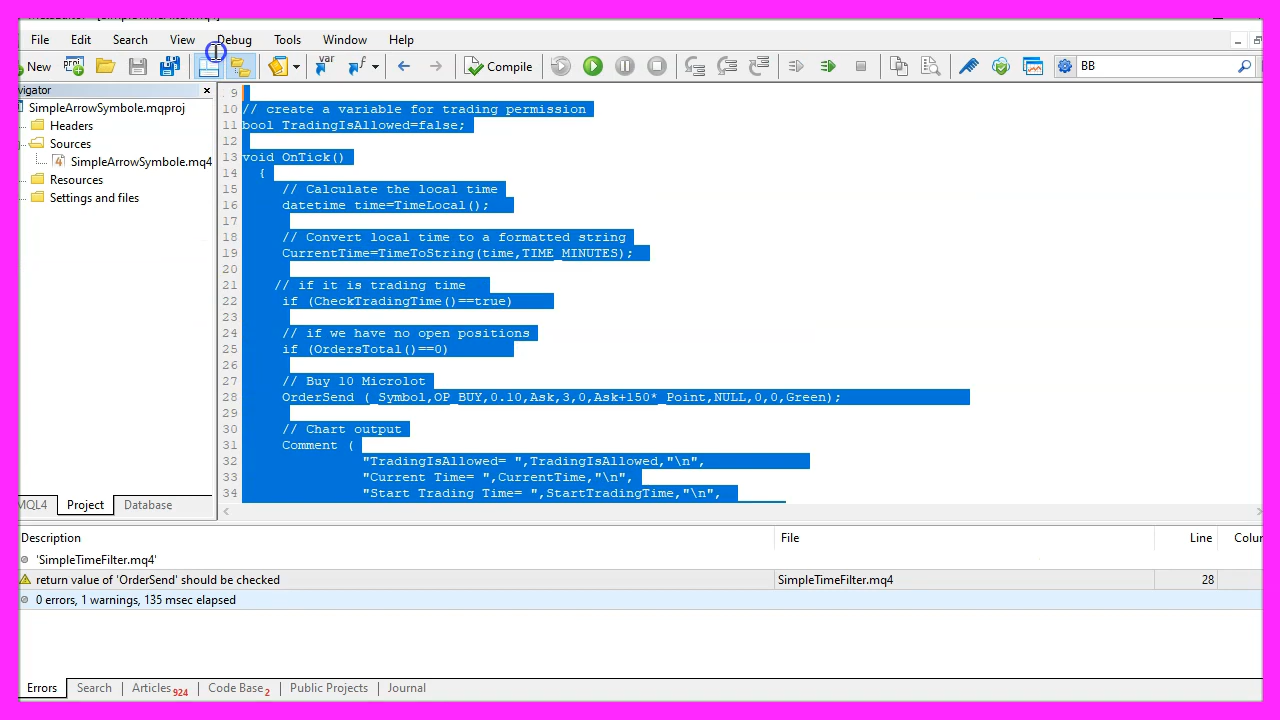 File Edit Search View Debug Tools Window Help
New Compile BB
SimpleArrowSymbole.mqproj
Headers
Sources
SimpleArrowSymbole.mq4
Resources
Settings and files
MQL4 Project Database
9
10 // create a variable for trading permission
11 bool TradingIsAllowed=false;
12
13 void OnTick()
14 {
15 // Calculate the local time
16 datetime time=TimeLocal();
17
18 // Convert local time to a formatted string
19 CurrentTime=TimeToString(time,TIME_MINUTES);
20
21 // if it is trading time
22 if (CheckTradingTime()==true)
23
24 // if we have no open positions
25 if (OrdersTotal()==0)
26
27 // Buy 10 Microlot
28 OrderSend (_Symbol,OP_BUY,0.10,Ask,3,0,Ask+150*_Point,NULL,0,0,Green);
29
30 // Chart output
31 Comment (
32 "TradingIsAllowed= ",TradingIsAllowed,"\n",
33 "Current Time= ",CurrentTime,"\n",
34 "Start Trading Time= ",StartTradingTime,"\n",
Description File Line
'SimpleTimeFilter.mq4'
return value of 'OrderSend' should be checked SimpleTimeFilter.mq4 28
0 errors, 1 warnings, 135 msec elapsed
Errors Search Articles 924 Code Base 2 Public Projects Journal